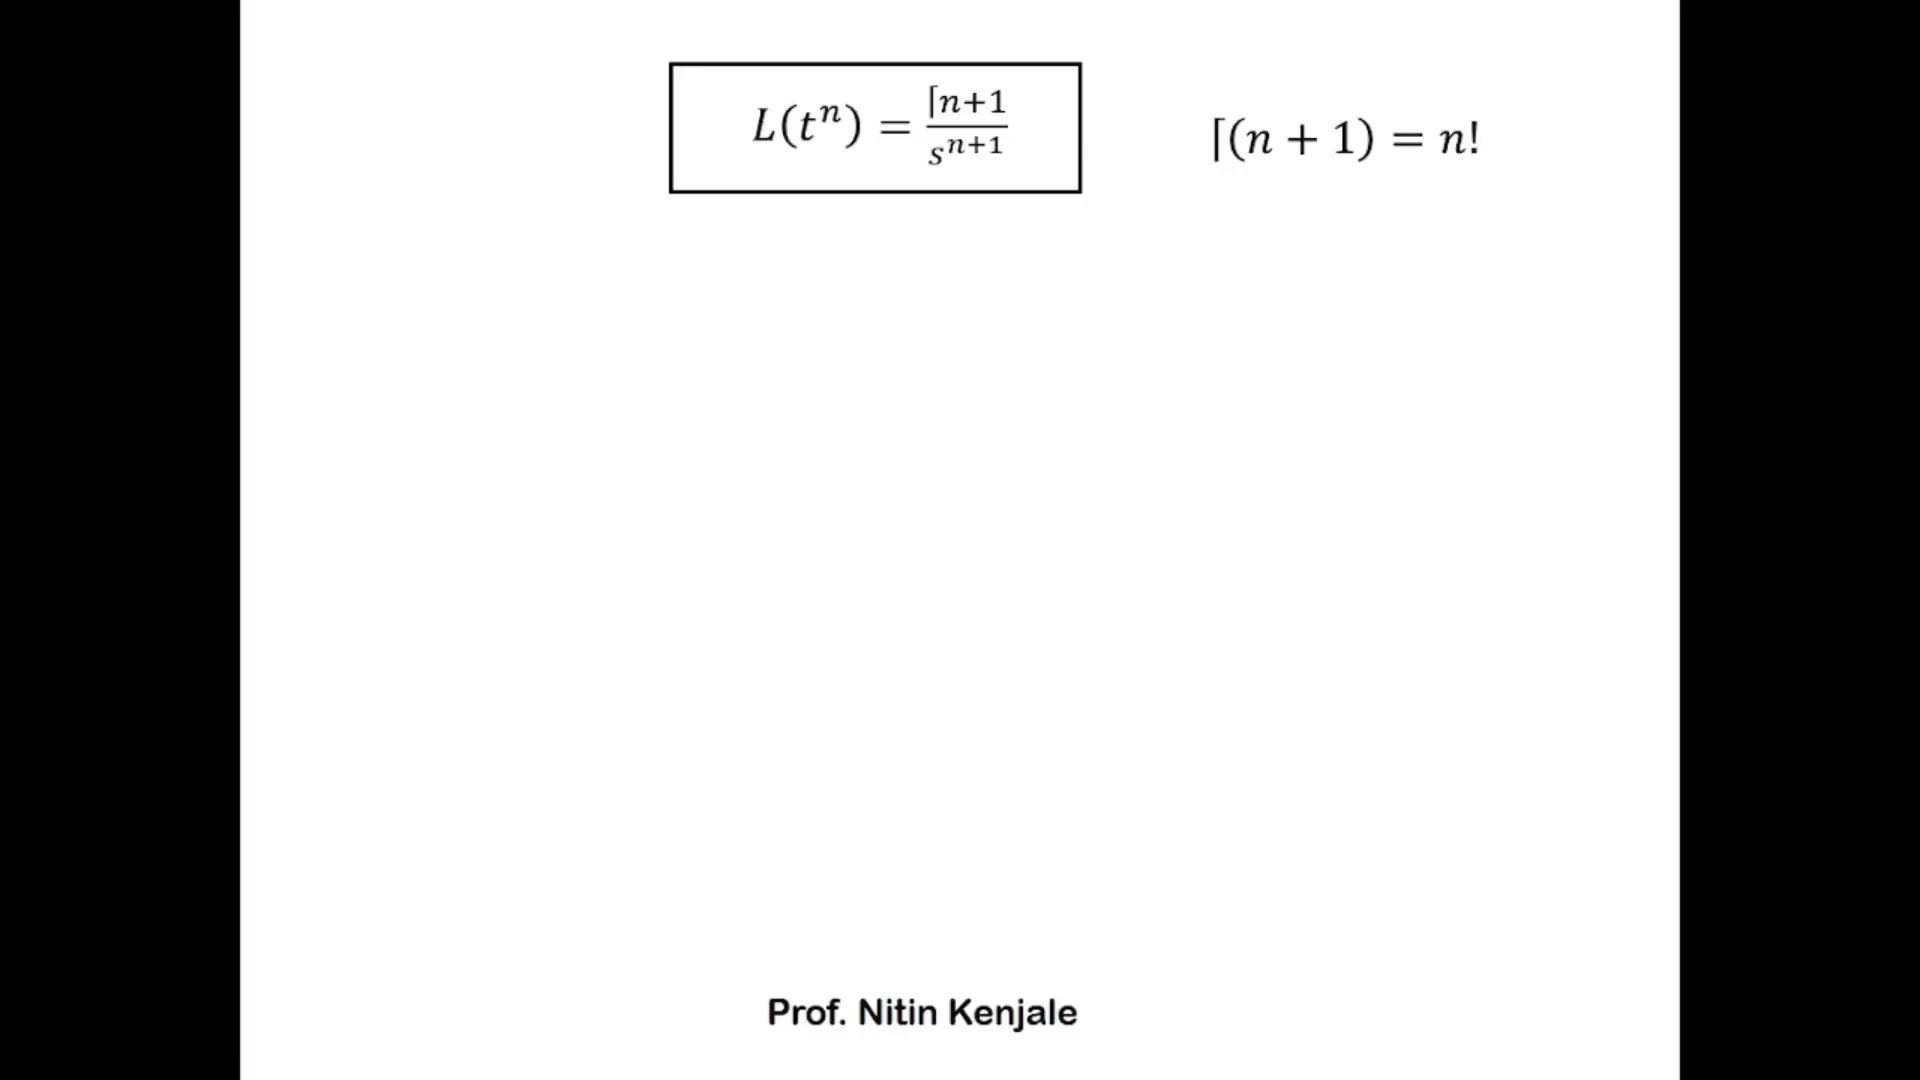 L(tⁿ) = ⌈n+1 / sⁿ⁺¹
⌈(n + 1) = n!
Prof. Nitin Kenjale